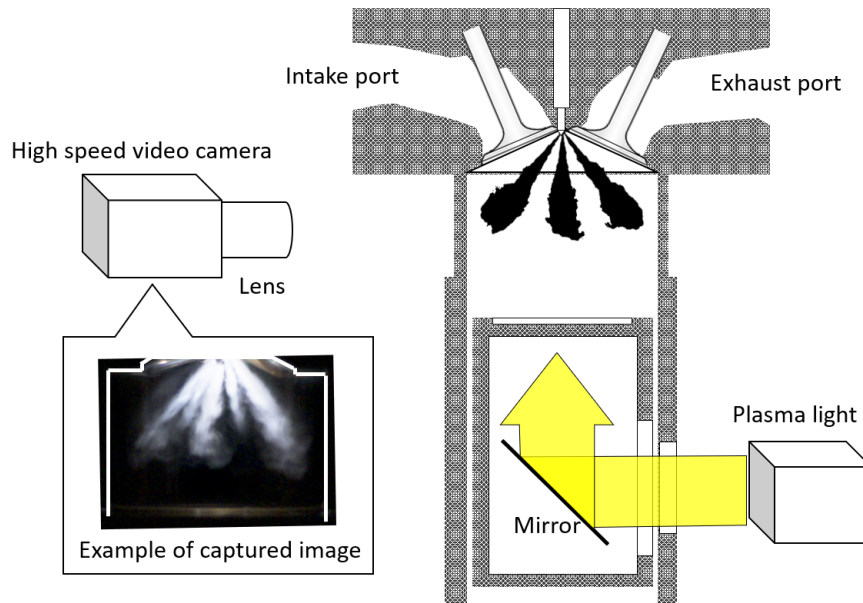 Intake port
Exhaust port
High speed video camera
Lens
Plasma light
Mirror
Example of captured image